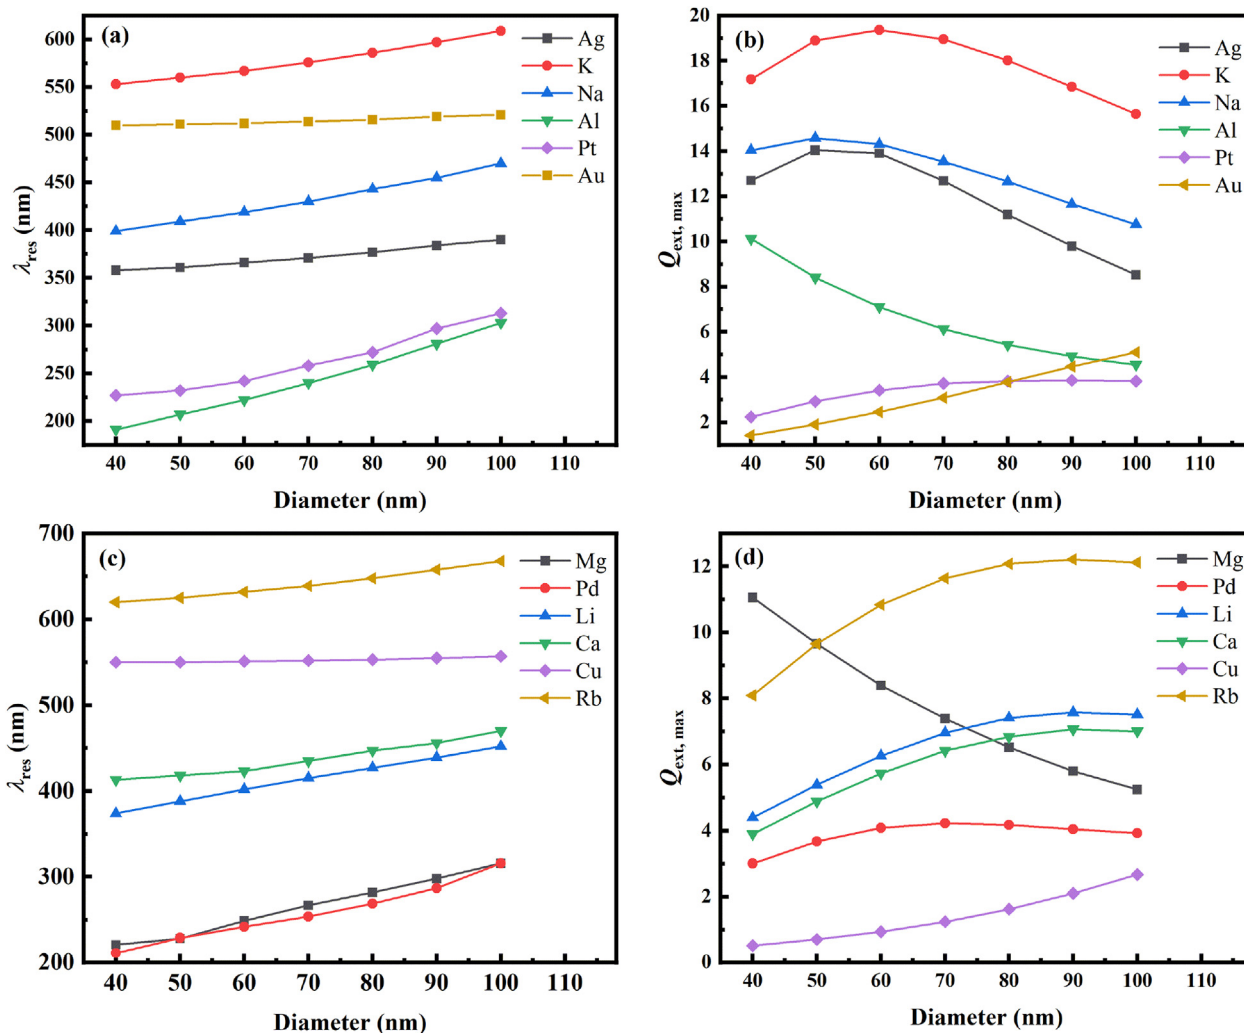 (a)
Ag
K
Na
Al
Pt
Au
600
550
500
450
400
350
300
250
200
λres (nm)
40 50 60 70 80 90 100 110
Diameter (nm)
(b)
Ag
K
Na
Al
Pt
Au
20
18
16
14
12
10
8
6
4
2
Qext, max
40 50 60 70 80 90 100 110
Diameter (nm)
(c)
Mg
Pd
Li
Ca
Cu
Rb
700
600
500
400
300
200
λres (nm)
40 50 60 70 80 90 100 110
Diameter (nm)
(d)
Mg
Pd
Li
Ca
Cu
Rb
12
10
8
6
4
2
0
Qext, max
40 50 60 70 80 90 100 110
Diameter (nm)